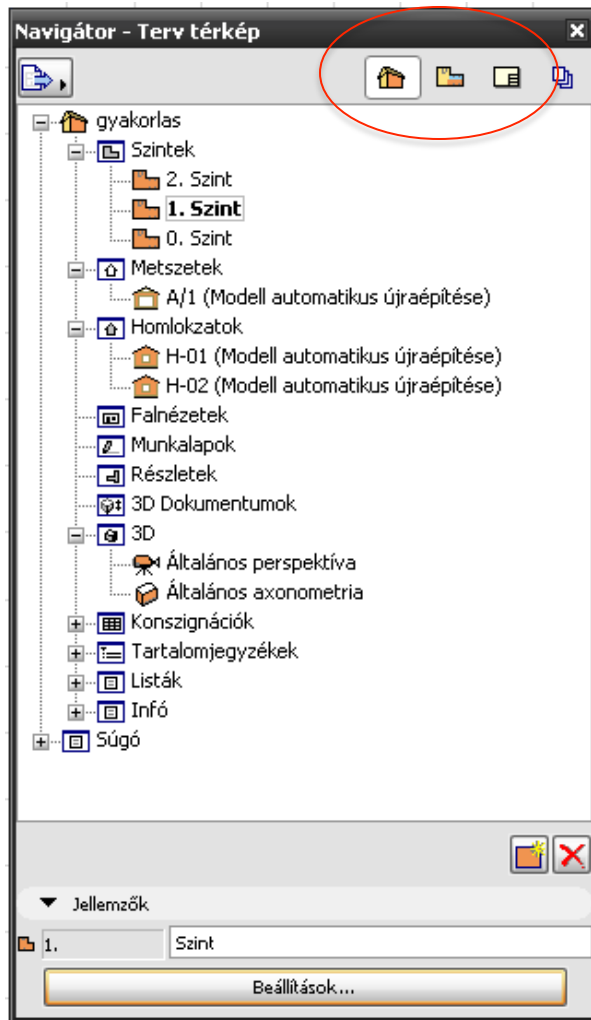 Navigátor - Terv térkép
gyakorlas
Szintek
2. Szint
1. Szint
0. Szint
Metszetek
A/1 (Modell automatikus újraépítése)
Homlokzatok
H-01 (Modell automatikus újraépítése)
H-02 (Modell automatikus újraépítése)
Falnézetek
Munkalapok
Részletek
3D Dokumentumok
3D
Általános perspektíva
Általános axonometria
Konszignációk
Tartalomjegyzékek
Listák
Infó
Súgó
Jellemzők
1. Szint
Beállítások...